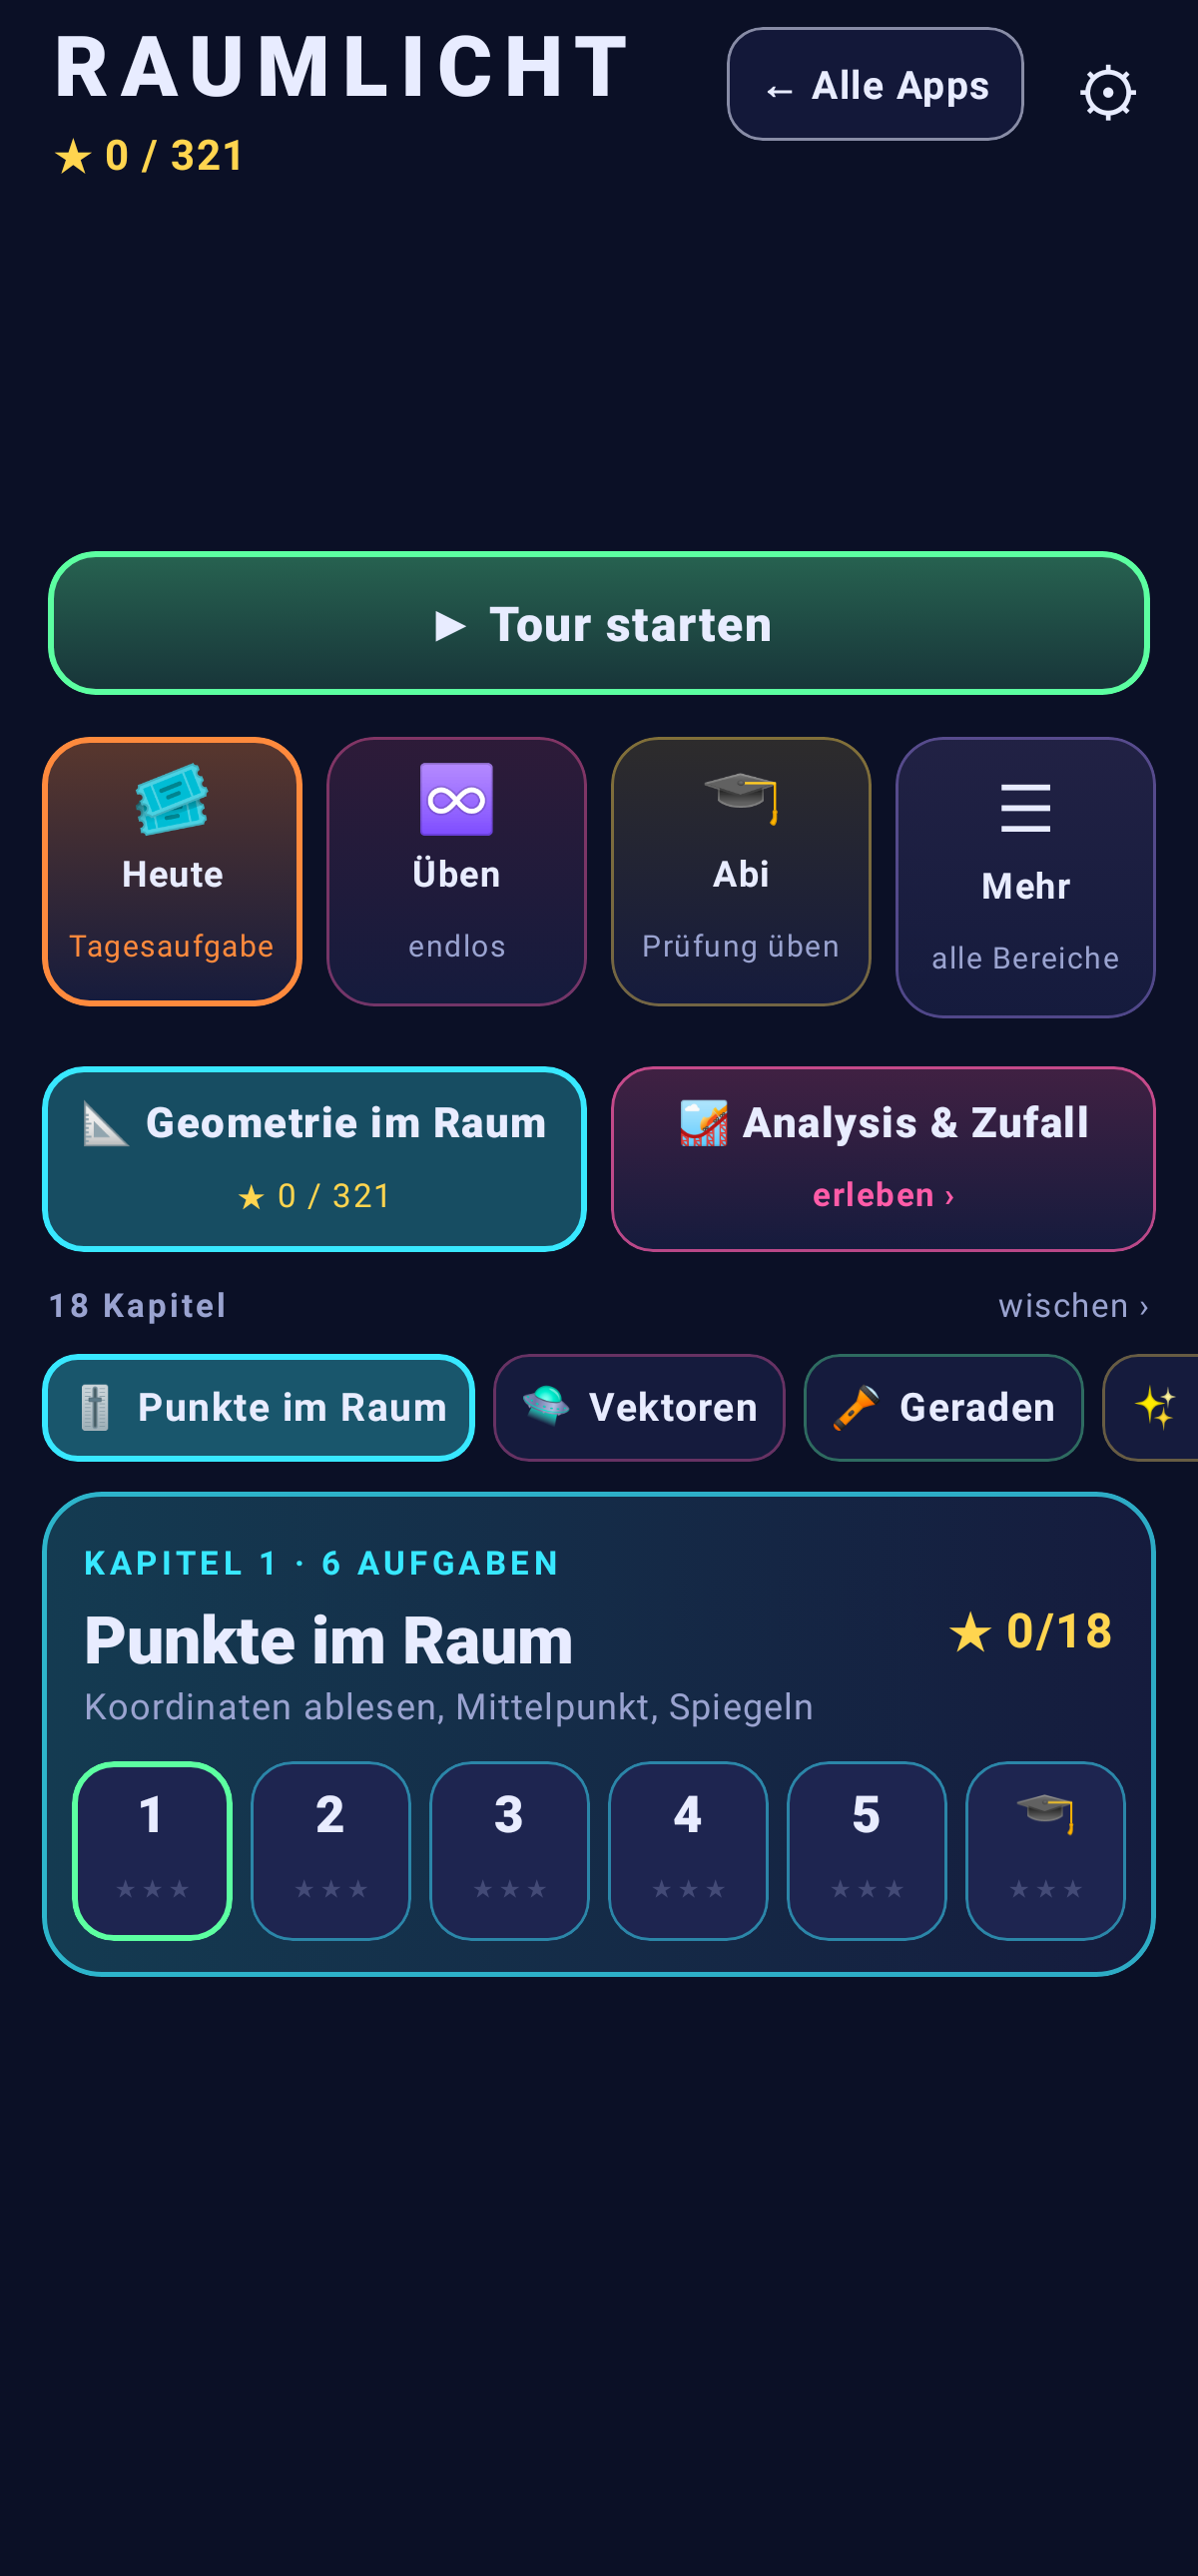 RAUMLICHT
← Alle Apps
★ 0 / 321
► Tour starten
Heute
Tagesaufgabe
Üben
endlos
Abi
Prüfung üben
Mehr
alle Bereiche
Geometrie im Raum
★ 0 / 321
Analysis & Zufall
erleben ›
18 Kapitel
wischen ›
Punkte im Raum
Vektoren
Geraden
KAPITEL 1 · 6 AUFGABEN
Punkte im Raum
★ 0/18
Koordinaten ablesen, Mittelpunkt, Spiegeln
1 2 3 4 5
★★★ ★★★ ★★★ ★★★ ★★★ ★★★